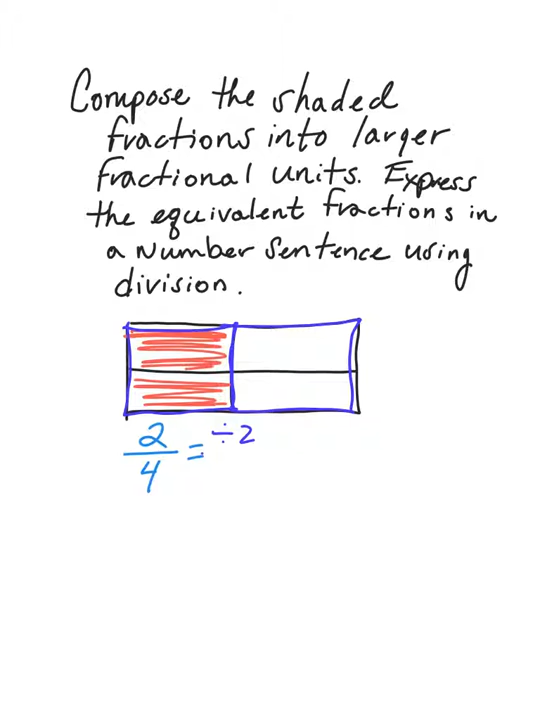 Compose the shaded
fractions into larger
fractional units. Express
the equivalent fractions in
a number sentence using
division.
2/4 = ÷2